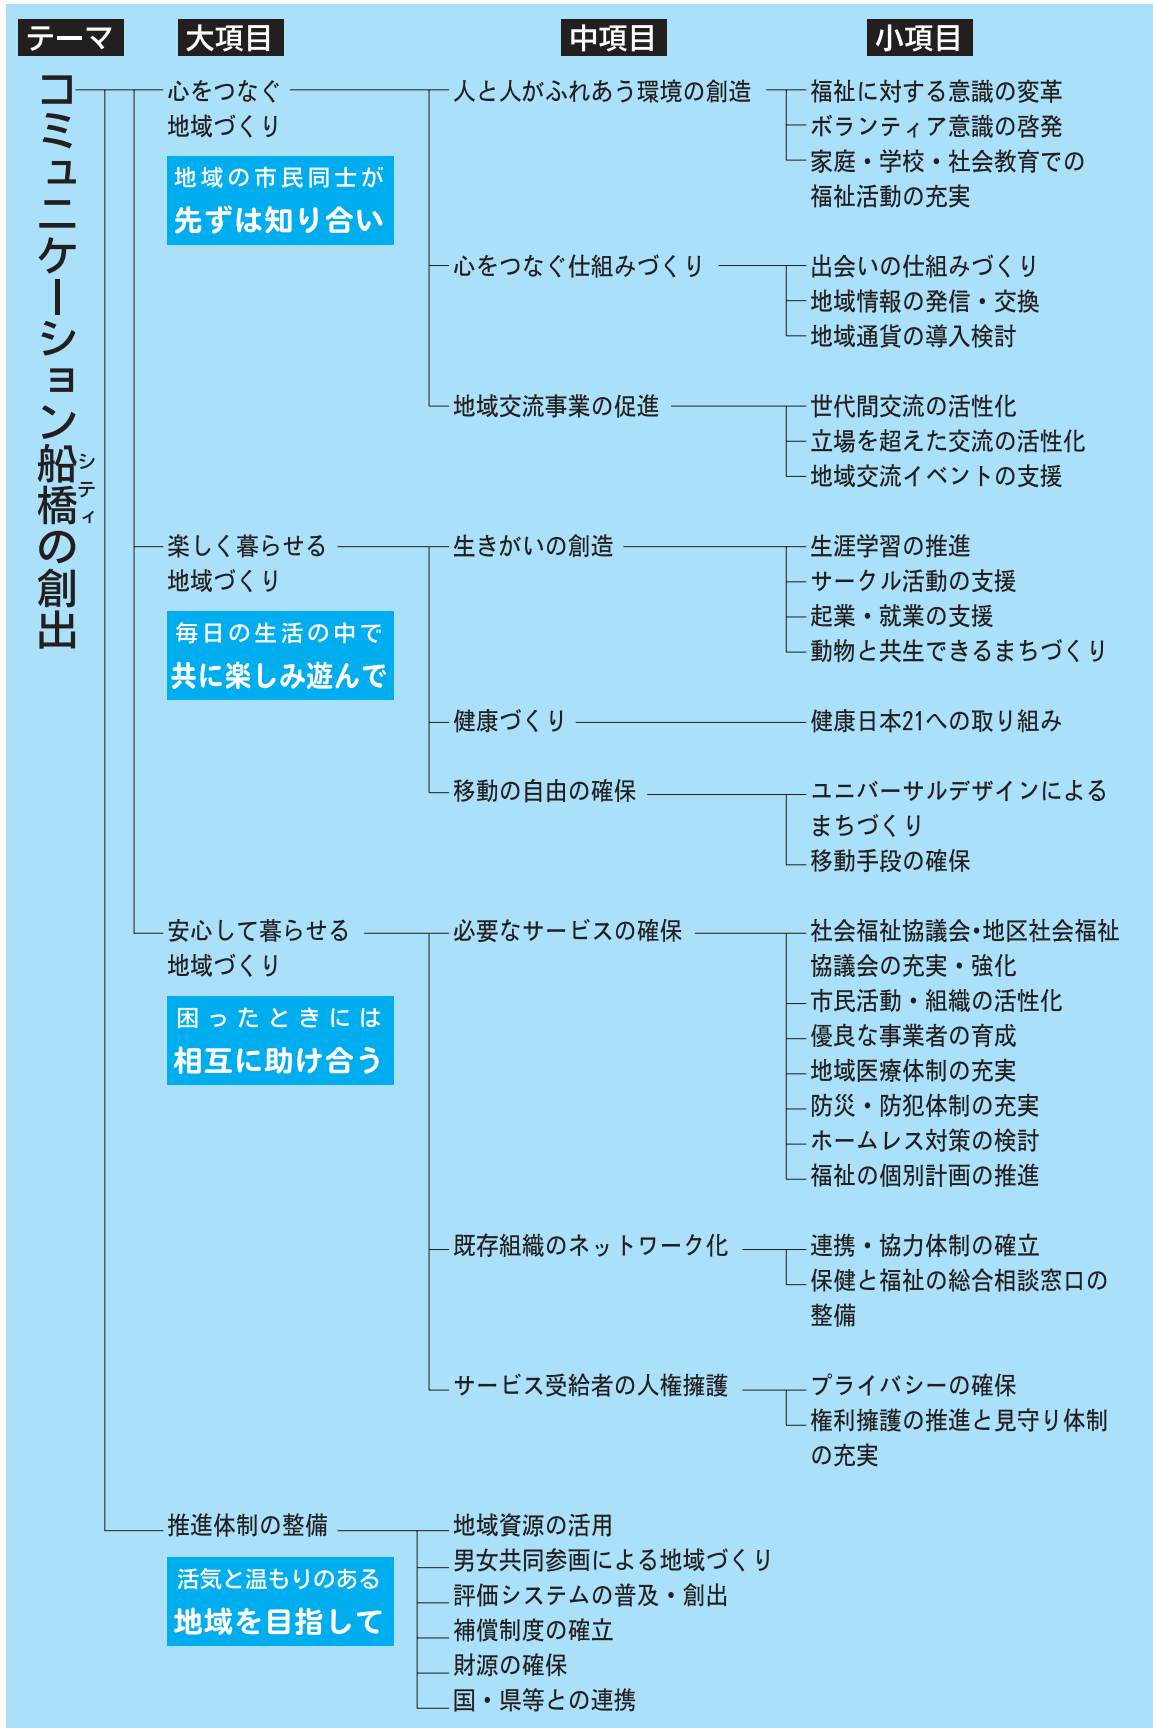 テーマ
大項目
中項目
小項目
コミュニケーション船橋の創出
シティ
心をつなぐ
地域づくり
地域の市民同士が
先ずは知り合い
人と人がふれあう環境の創造
福祉に対する意識の変革
ボランティア意識の啓発
家庭・学校・社会教育での
福祉活動の充実
心をつなぐ仕組みづくり
出会いの仕組みづくり
地域情報の発信・交換
地域通貨の導入検討
地域交流事業の促進
世代間交流の活性化
立場を超えた交流の活性化
地域交流イベントの支援
楽しく暮らせる
地域づくり
毎日の生活の中で
共に楽しみ遊んで
生きがいの創造
生涯学習の推進
サークル活動の支援
起業・就業の支援
動物と共生できるまちづくり
健康づくり
健康日本21への取り組み
移動の自由の確保
ユニバーサルデザインによる
まちづくり
移動手段の確保
安心して暮らせる
地域づくり
困ったときには
相互に助け合う
必要なサービスの確保
社会福祉協議会・地区社会福祉
協議会の充実・強化
市民活動・組織の活性化
優良な事業者の育成
地域医療体制の充実
防災・防犯体制の充実
ホームレス対策の検討
福祉の個別計画の推進
既存組織のネットワーク化
連携・協力体制の確立
保健と福祉の総合相談窓口の
整備
サービス受給者の人権擁護
プライバシーの確保
権利擁護の推進と見守り体制
の充実
推進体制の整備
活気と温もりのある
地域を目指して
地域資源の活用
男女共同参画による地域づくり
評価システムの普及・創出
補償制度の確立
財源の確保
国・県等との連携